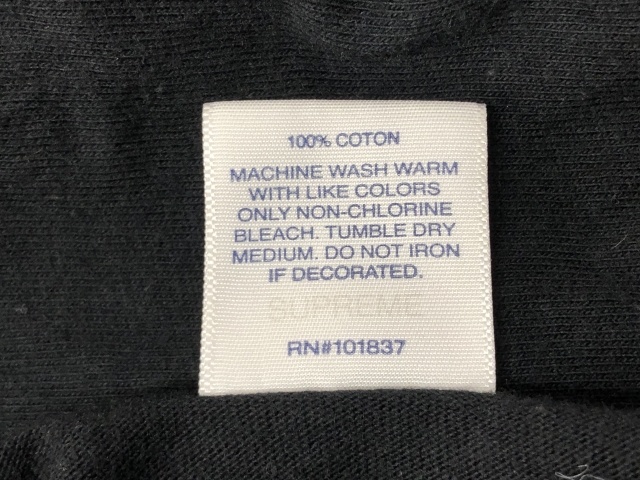 100% COTON
MACHINE WASH WARM
WITH LIKE COLORS
ONLY NON-CHLORINE
BLEACH. TUMBLE DRY
MEDIUM. DO NOT IRON
IF DECORATED.
SUPREME
RN#101837